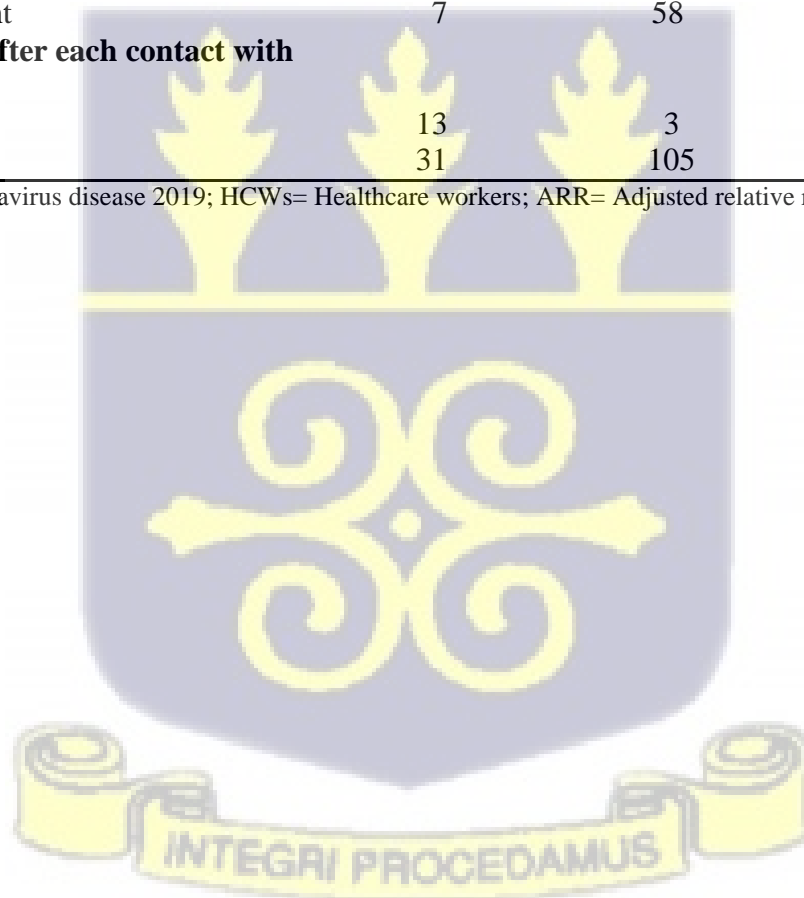 7 58
fter each contact with
13 3
31 105
avirus disease 2019; HCWs= Healthcare workers; ARR= Adjusted relative
INTEGRI PROCEDAMUS